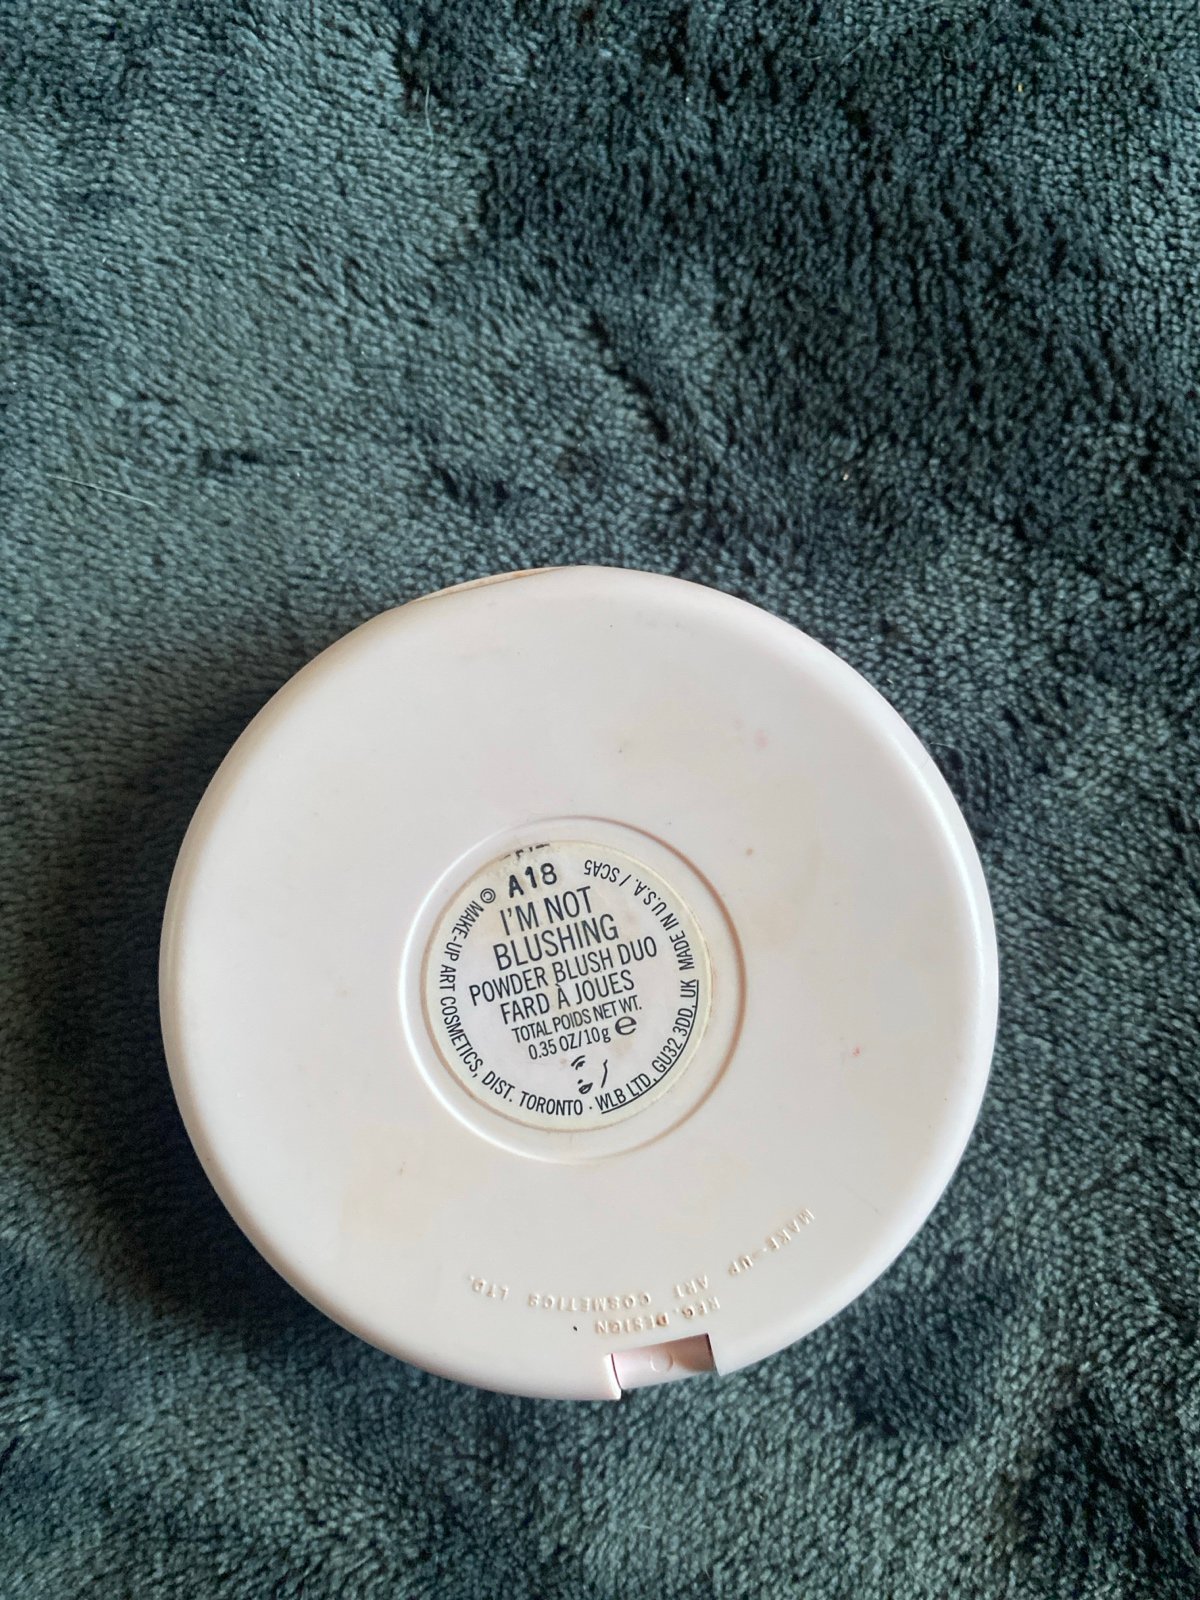 A18
I'M NOT
BLUSHING
POWDER BLUSH DUO
FARD À JOUES
TOTAL POIDS NET WT.
0.35 OZ/10g e
© MAKE-UP ART COSMETICS, DIST. TORONTO · WLB LTD, GU32 3DD, UK MADE IN U.S.A. / SCA5
MAKE-UP ART COSMETICS LTD.
REG. DESIGN